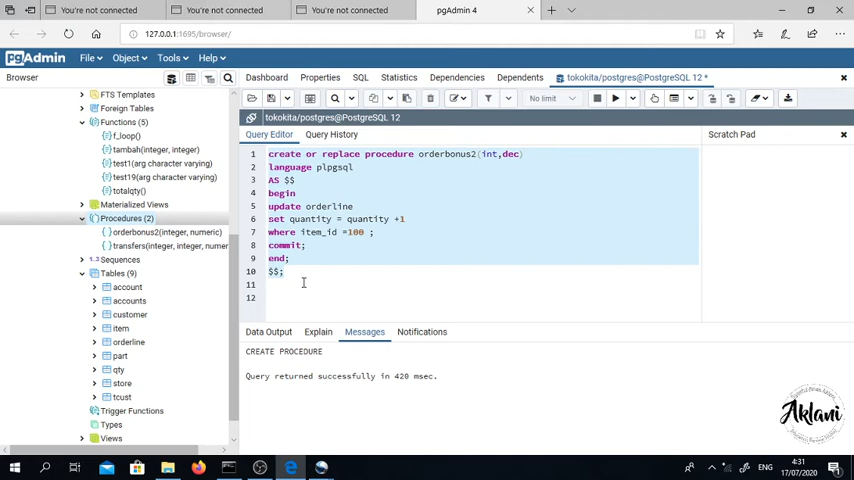 You're not connected
You're not connected
You're not connected
pgAdmin 4
127.0.0.1:1695/browser/
pgAdmin
File
Object
Tools
Help
Browser
Dashboard
Properties
SQL
Statistics
Dependencies
Dependents
tokokita/postgres@PostgreSQL 12 *
No limit
tokokita/postgres@PostgreSQL 12
Query Editor
Query History
Scratch Pad
FTS Templates
Foreign Tables
Functions (5)
f_loop()
tambah(integer, integer)
test1(arg character varying)
test19(arg character varying)
totalqty()
Materialized Views
Procedures (2)
orderbonus2(integer, numeric)
transfers(integer, integer, numer
Sequences
Tables (9)
account
accounts
customer
item
orderline
part
qty
store
tcust
Trigger Functions
Types
Views
1 create or replace procedure orderbonus2(int,dec)
2 language plpgsql
3 AS $$
4 begin
5 update orderline
6 set quantity = quantity +1
7 where item_id =100 ;
8 commit;
9 end;
10 $$;
11
12
Data Output
Explain
Messages
Notifications
CREATE PROCEDURE
Query returned successfully in 420 msec.
Aklani
ENG
4:31
17/07/2020